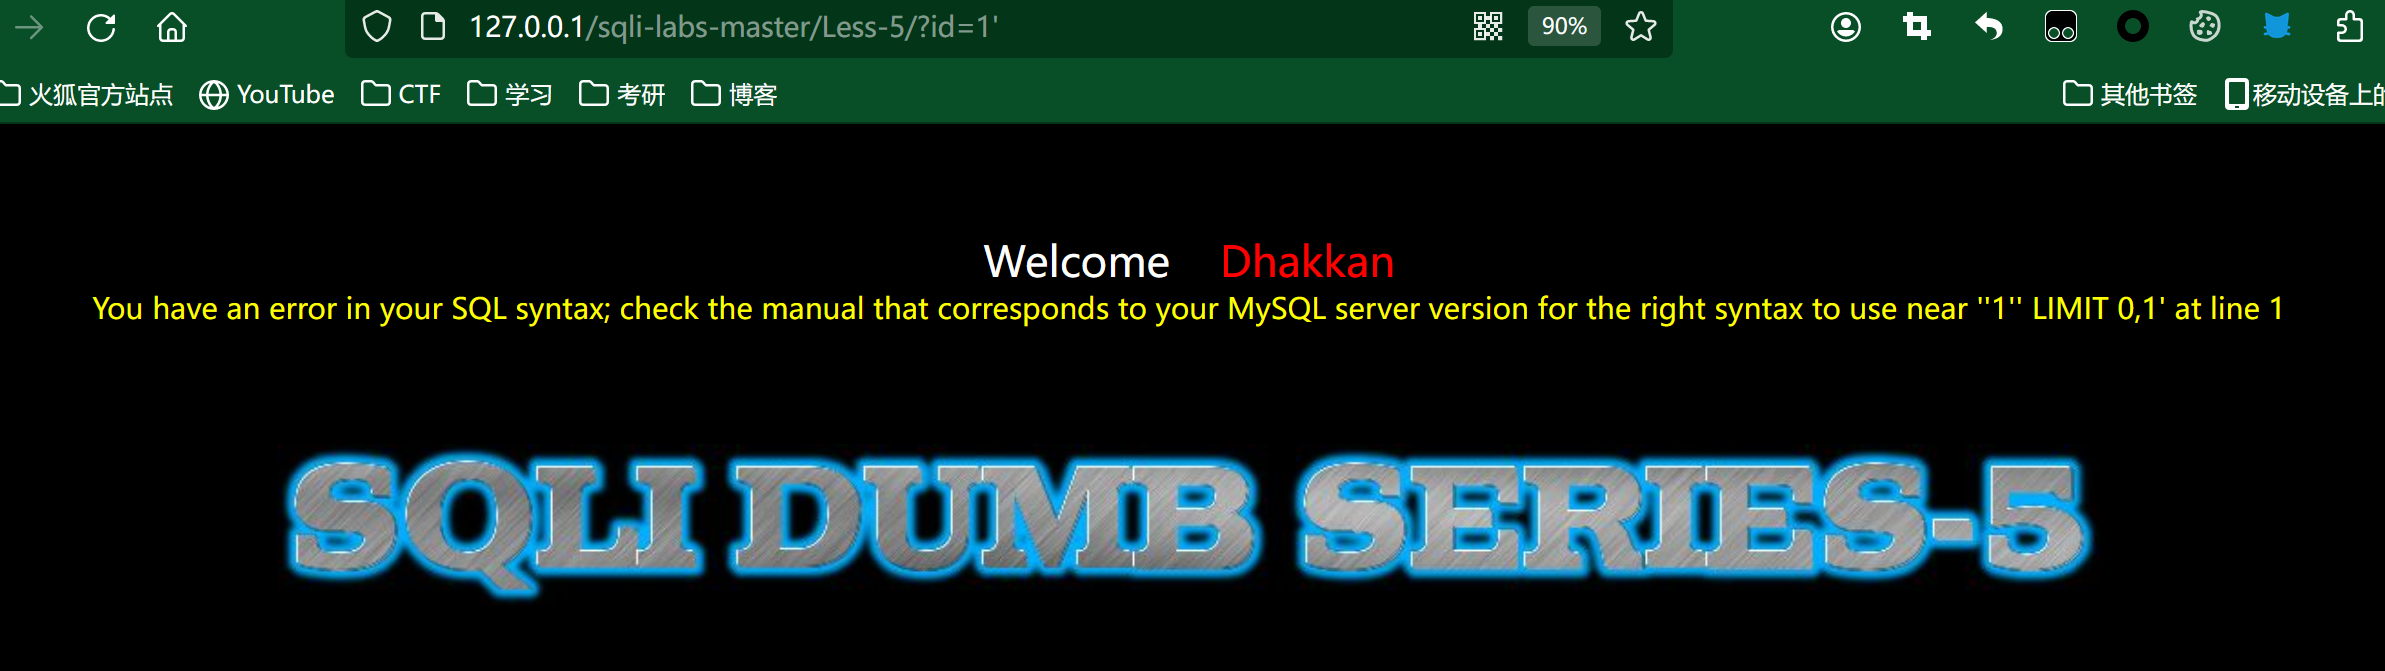 127.0.0.1/sqli-labs-master/Less-5/?id=1'
90%
火狐官方站点 YouTube CTF 学习 考研 博客 其他书签 移动设备上的
Welcome Dhakkan
You have an error in your SQL syntax; check the manual that corresponds to your MySQL server version for the right syntax to use near ''1'' LIMIT 0,1' at line 1
SQLI DUMB SERIES-5